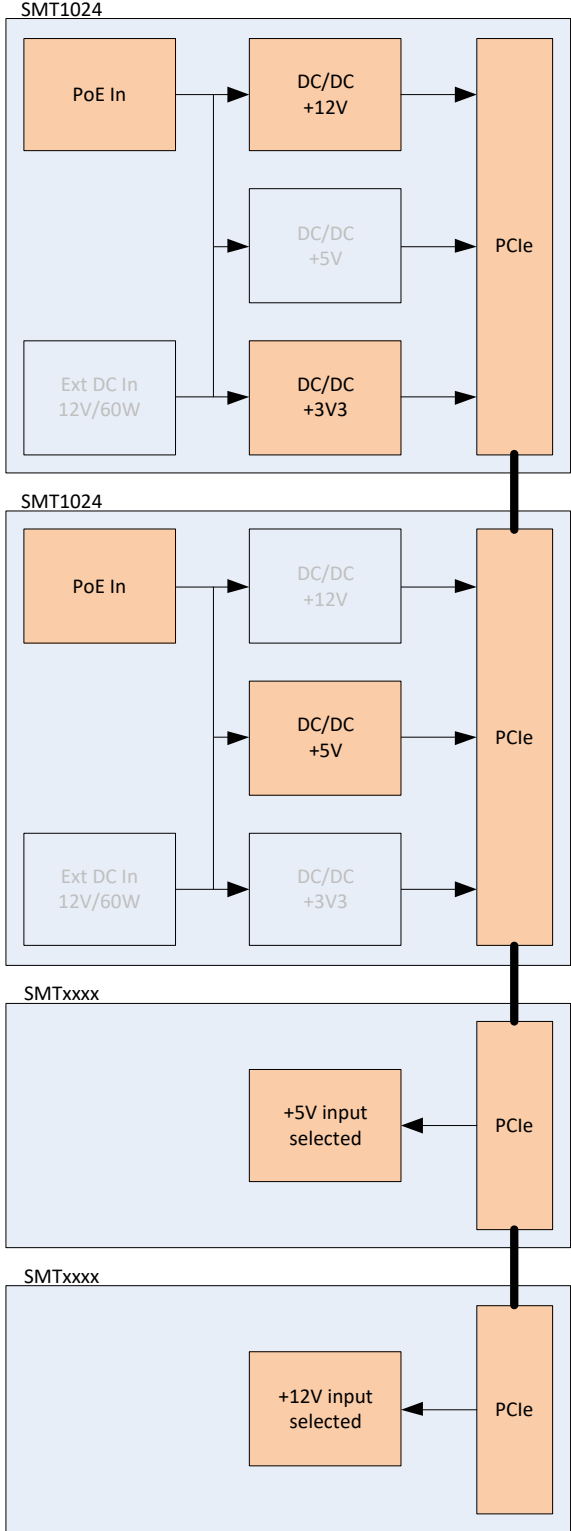 SMT1024
PoE In
DC/DC
+12V
DC/DC
+5V
PCIe
Ext DC In
12V/60W
DC/DC
+3V3
SMT1024
PoE In
DC/DC
+12V
DC/DC
+5V
PCIe
Ext DC In
12V/60W
DC/DC
+3V3
SMTxxxx
+5V input
selected
PCIe
SMTxxxx
+12V input
selected
PCIe